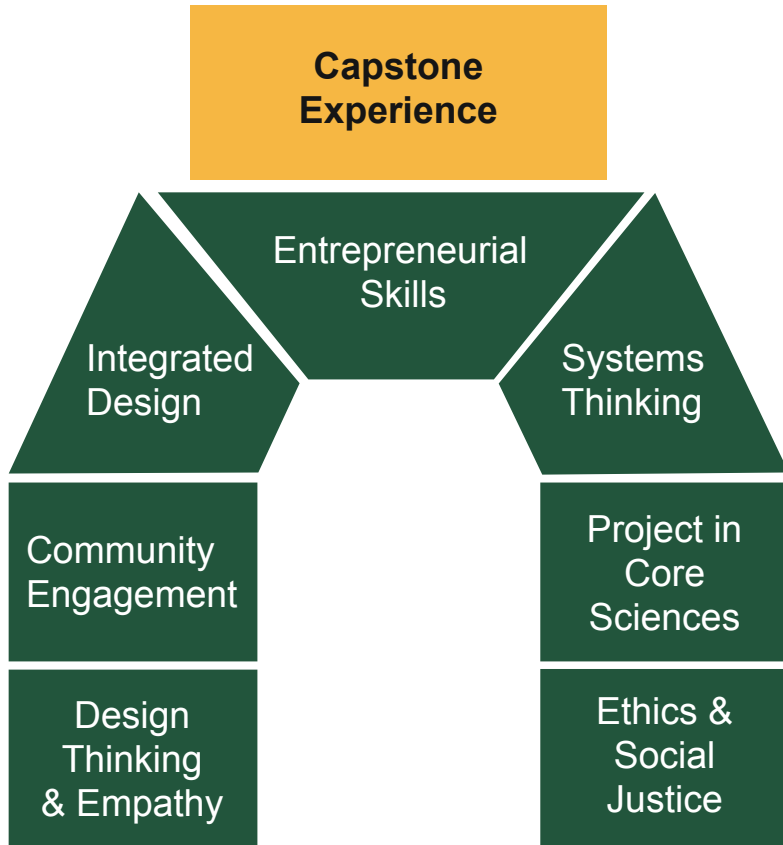 Capstone
Experience
Entrepreneurial
Skills
Integrated
Design
Systems
Thinking
Community
Engagement
Project in
Core
Sciences
Design
Thinking
& Empathy
Ethics &
Social
Justice